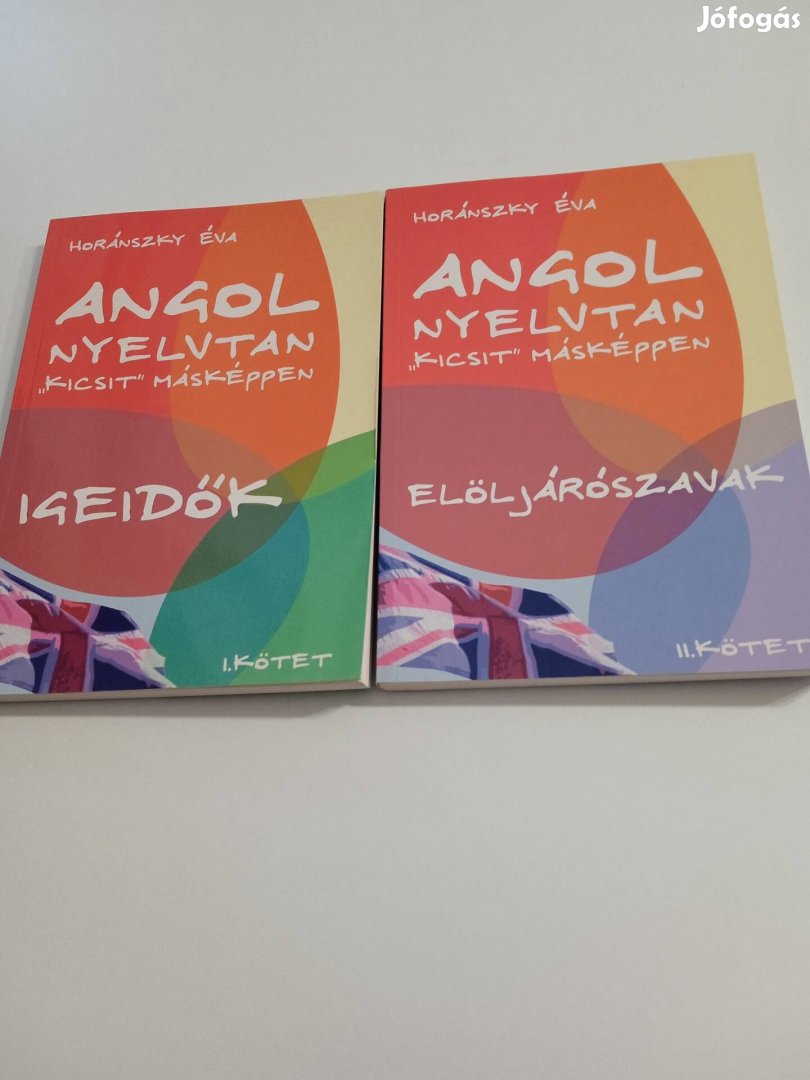 Jófogás
HORÁNSZKY ÉVA
ANGOL
NYELVTAN
„KICSIT" MÁSKÉPPEN
IGEIDŐK
I.KÖTET
HORÁNSZKY ÉVA
ANGOL
NYELVTAN
„KICSIT" MÁSKÉPPEN
ELÖLJÁRÓSZAVAK
II.KÖTET